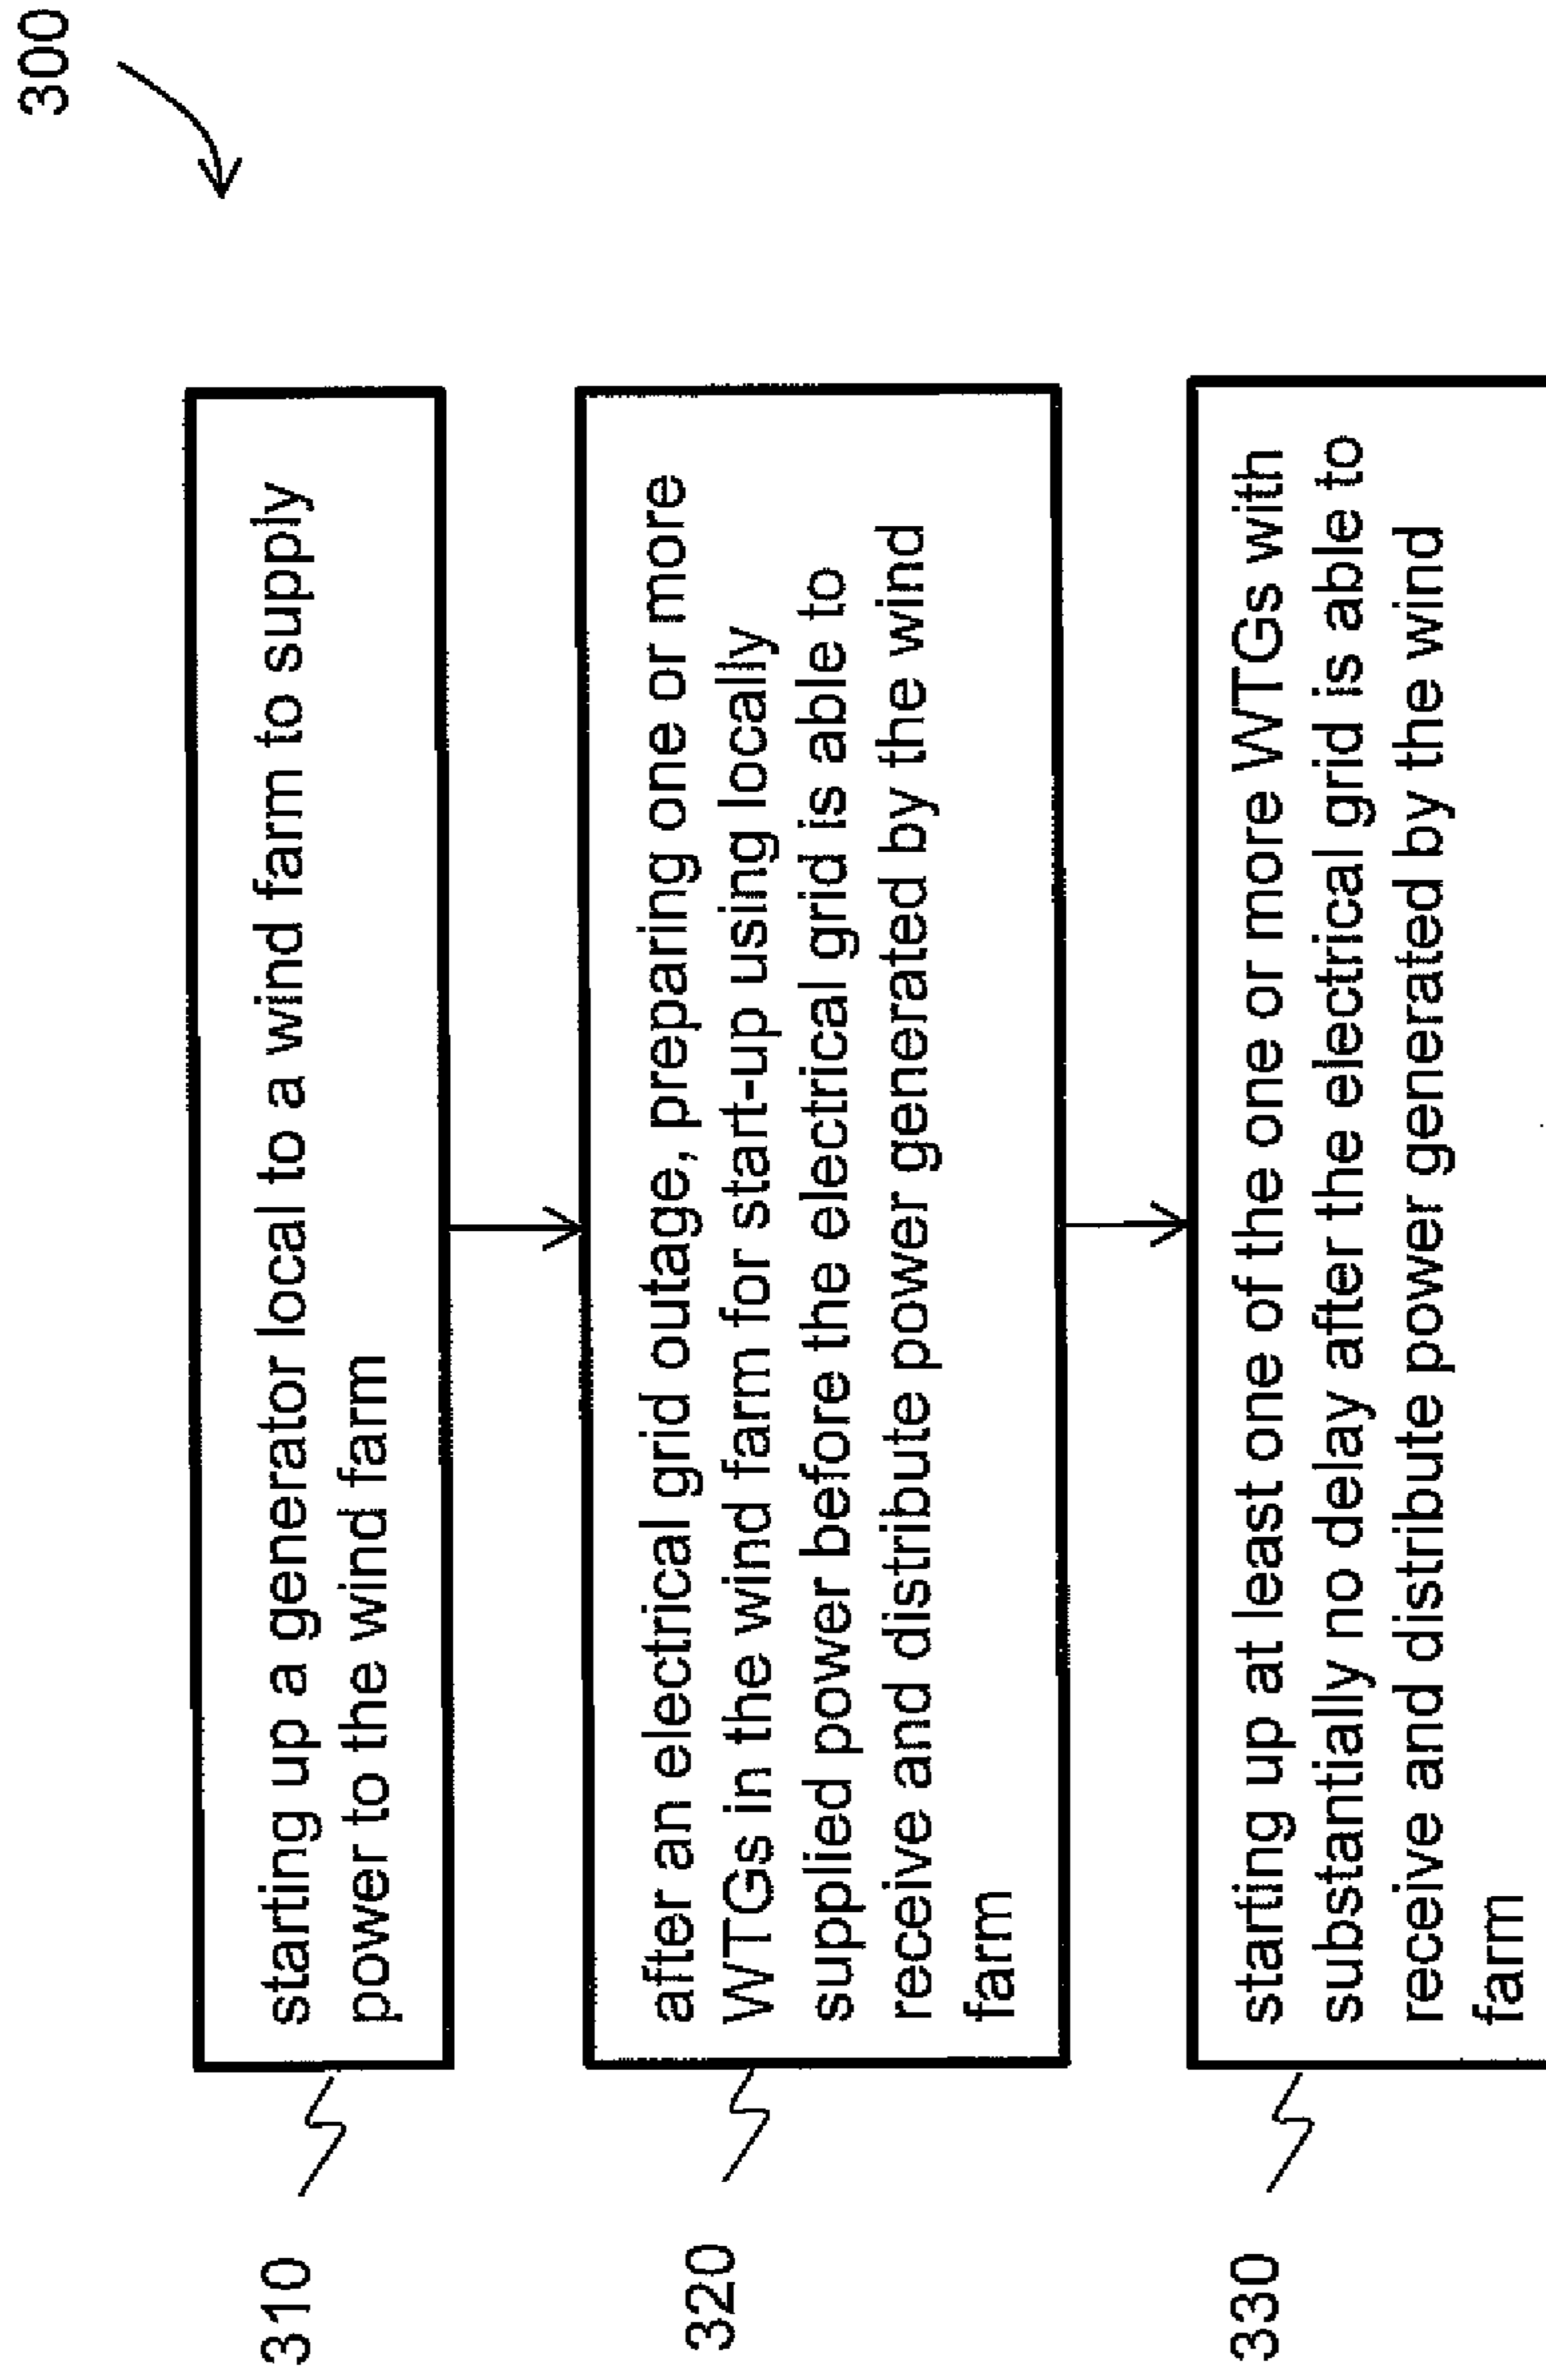 300
310
starting up a generator local to a wind farm to supply
power to the wind farm
320
after an electrical grid outage, preparing one or more
WTGs in the wind farm for start-up using locally
supplied power before the electrical grid is able to
receive and distribute power generated by the wind
farm
330
starting up at least one of the one or more WTGs with
substantially no delay after the electrical grid is able to
receive and distribute power generated by the wind
farm